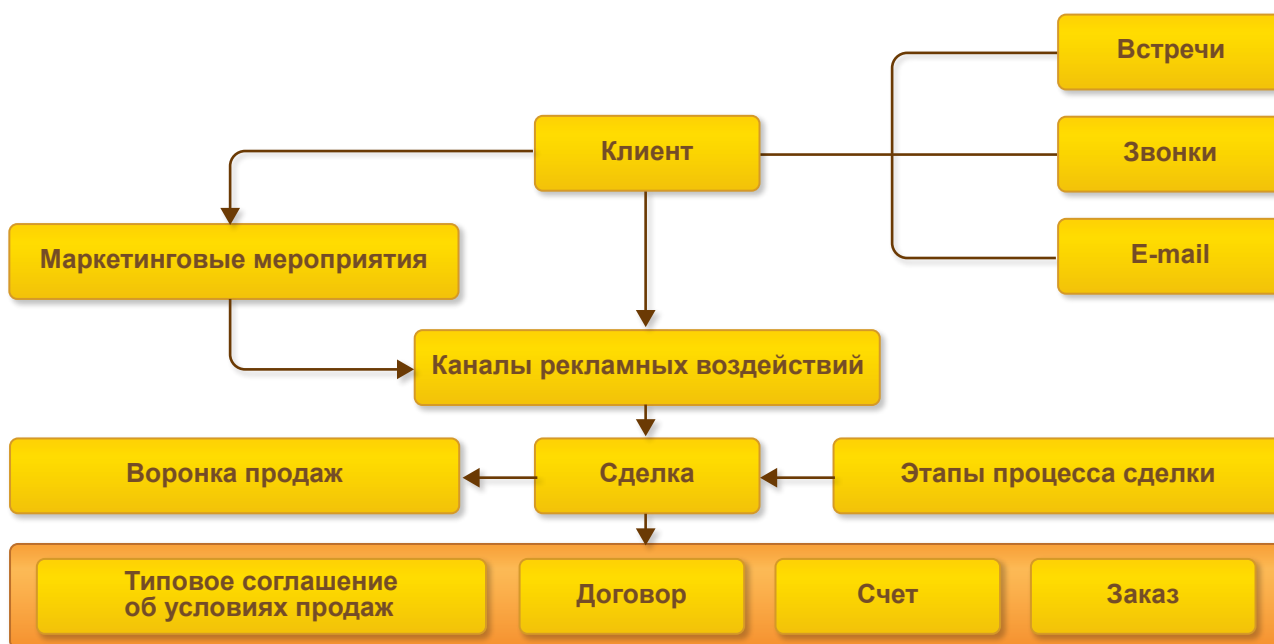 Встречи
Клиент
Звонки
Маркетинговые мероприятия
E-mail
Каналы рекламных воздействий
Воронка продаж
Сделка
Этапы процесса сделки
Типовое соглашение
об условиях продаж
Договор
Счет
Заказ